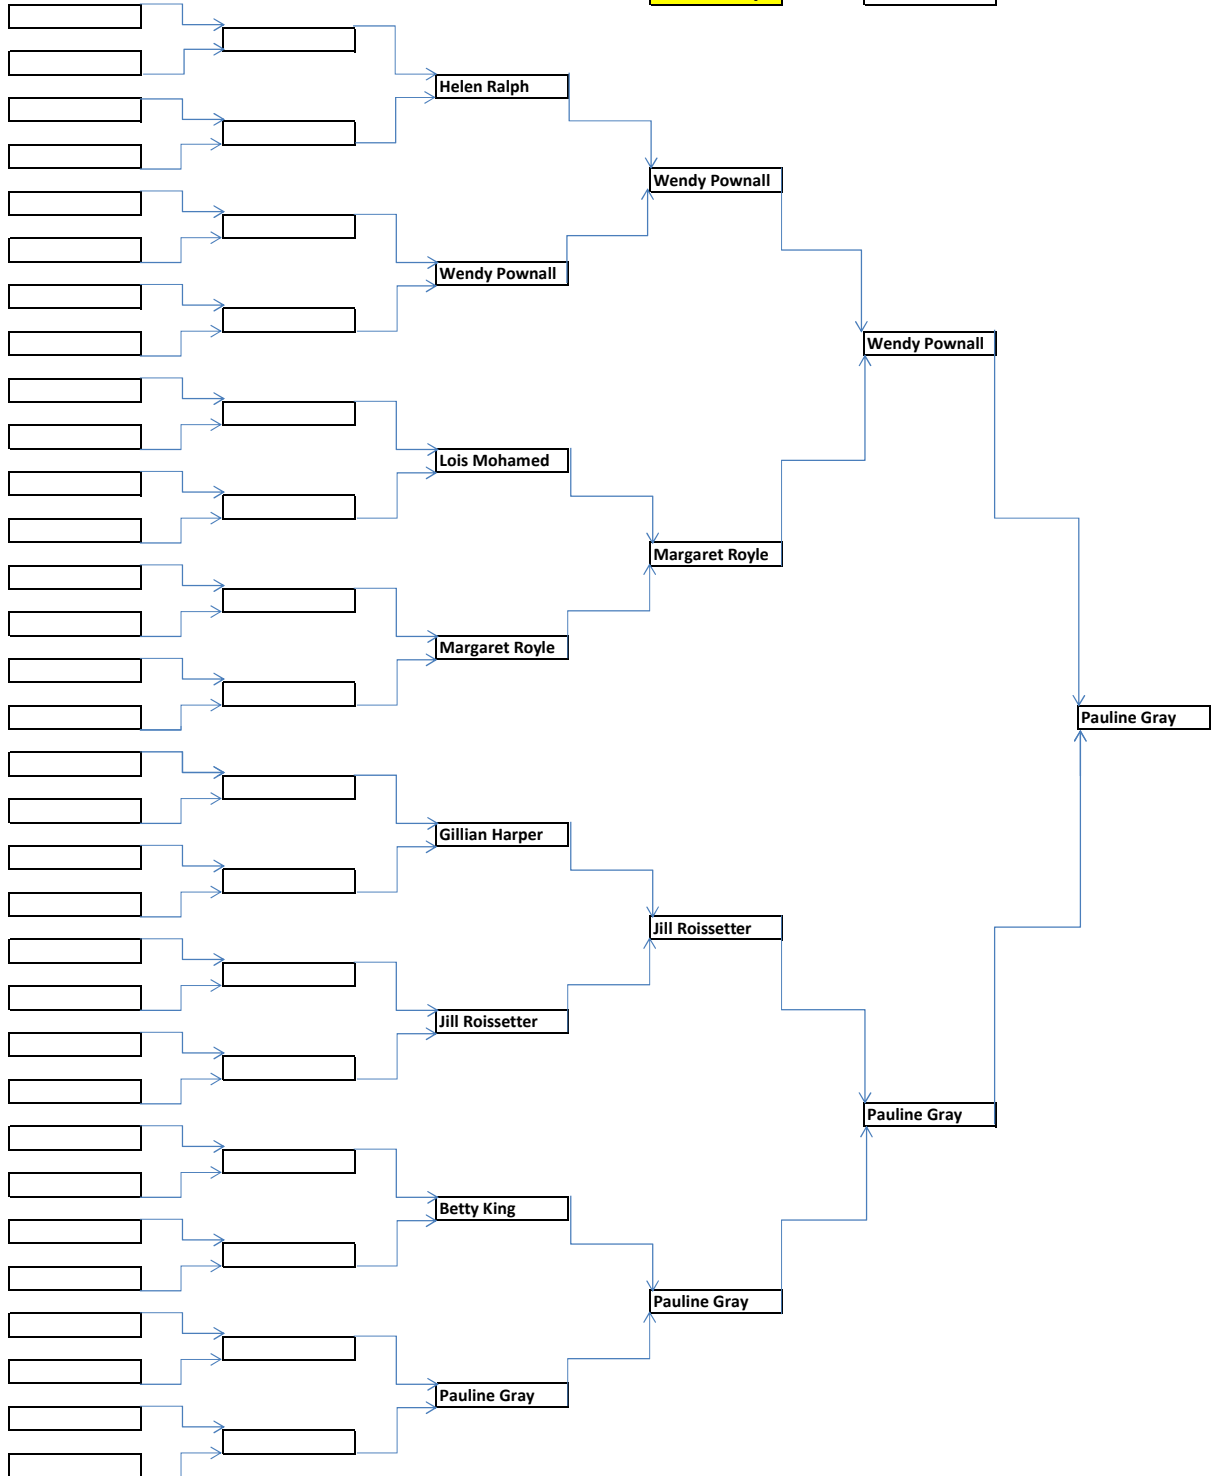 Helen Ralph
Wendy Pownall
Wendy Pownall
Wendy Pownall
Lois Mohamed
Margaret Royle
Margaret Royle
Pauline Gray
Gillian Harper
Jill Roissetter
Jill Roissetter
Pauline Gray
Betty King
Pauline Gray
Pauline Gray